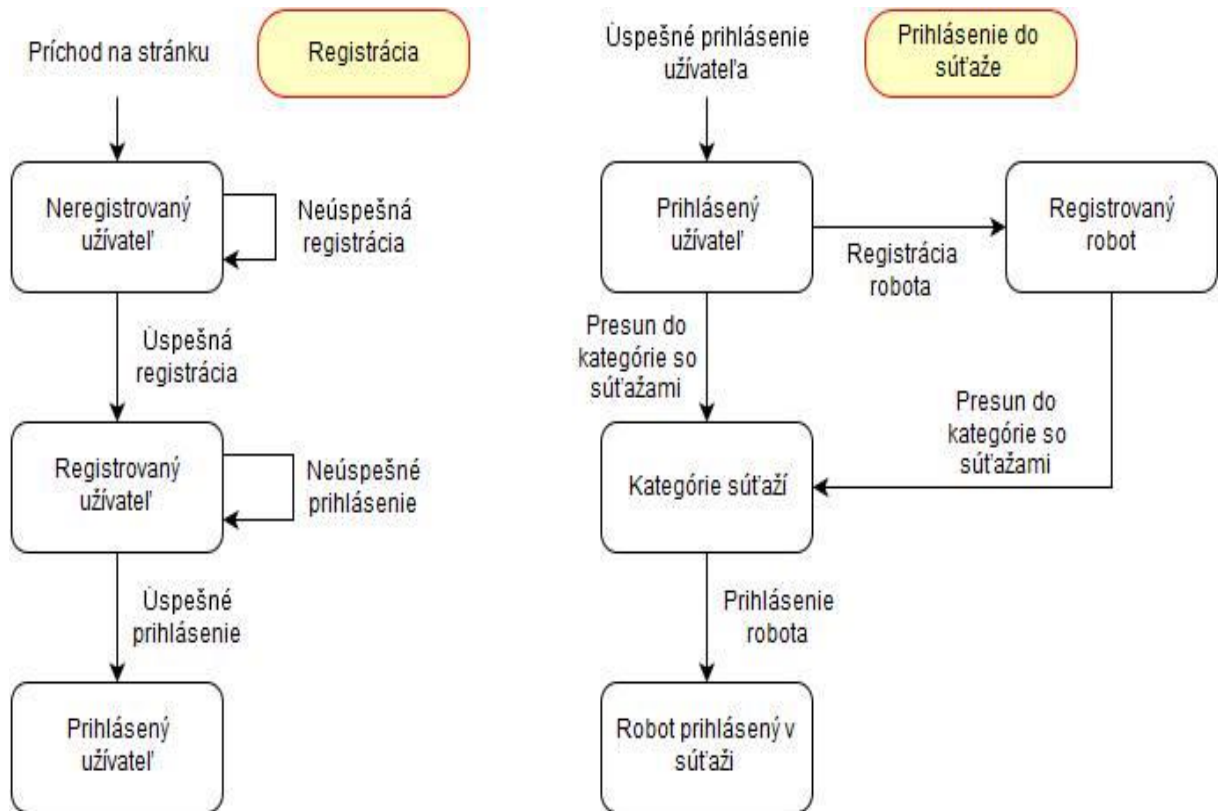 Príchod na stránku
Registrácia
Neregistrovaný
užívateľ
Neúspešná
registrácia
Úspešná
registrácia
Registrovaný
užívateľ
Neúspešné
prihlásenie
Úspešné
prihlásenie
Prihlásený
užívateľ
Úspešné prihlásenie
užívateľa
Prihlásenie do
súťaže
Prihlásený
užívateľ
Registrácia
robota
Registrovaný
robot
Presun do
kategórie so
súťažami
Presun do
kategórie so
súťažami
Kategórie súťaží
Prihlásenie
robota
Robot prihlásený v
súťaži